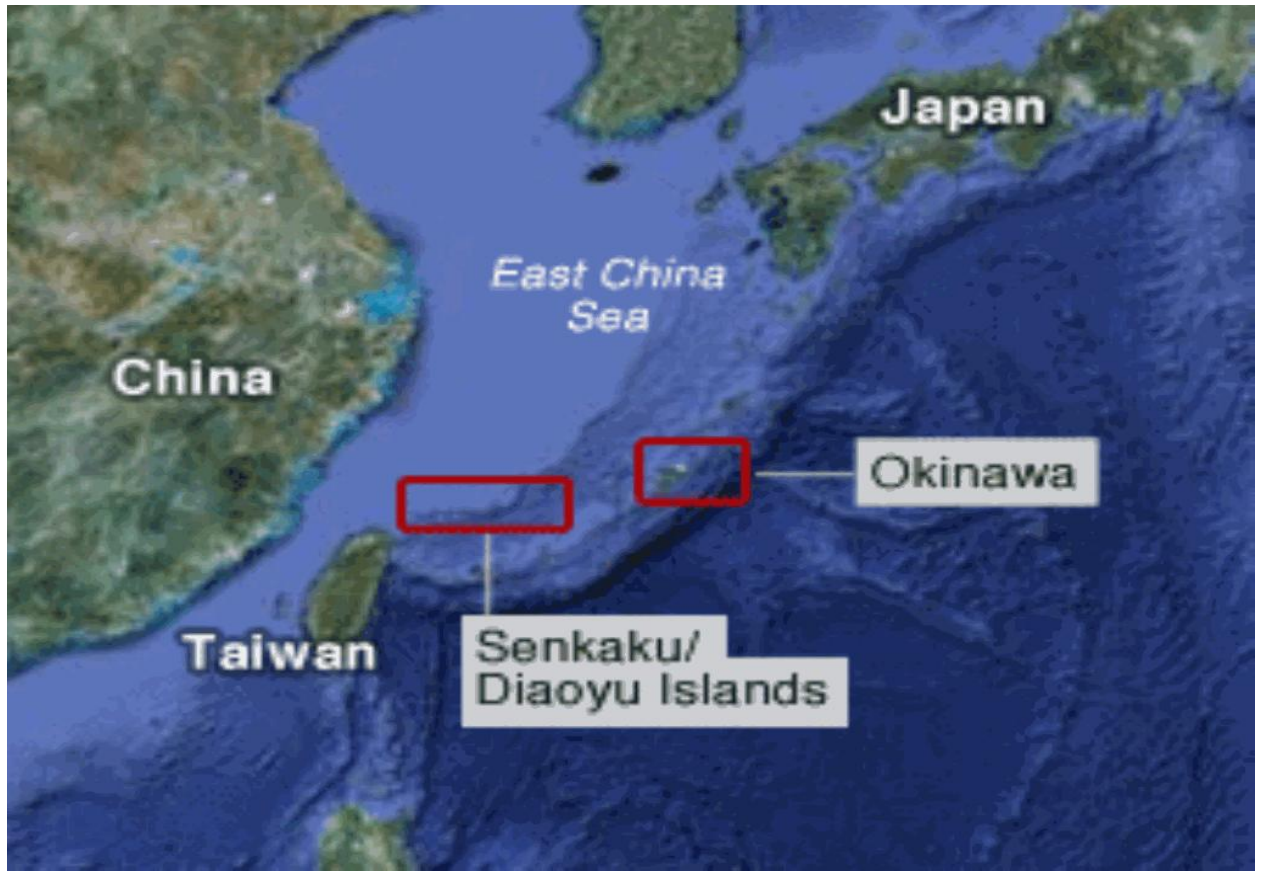 Japan
East China
Sea
China
Okinawa
Taiwan
Senkaku/
Diaoyu Islands